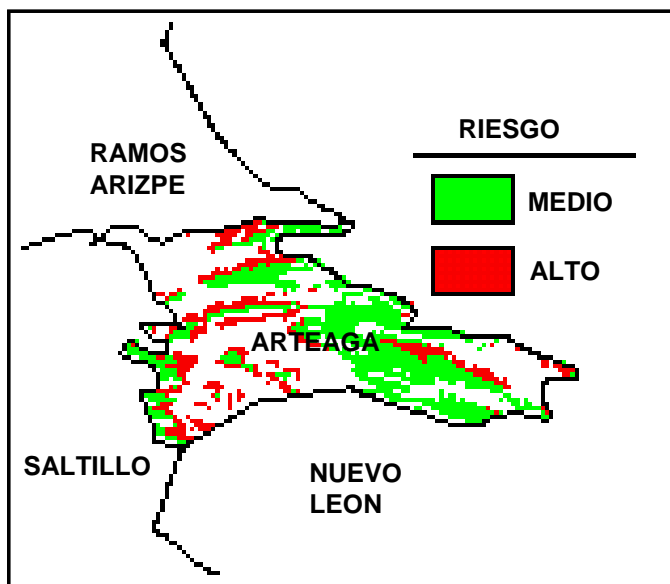 RIESGO
RAMOS
ARIZPE
MEDIO
ALTO
ARTEAGA
SALTILLO
NUEVO
LEON